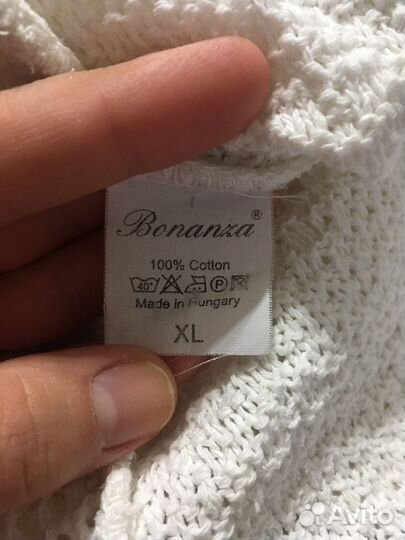 Bonanza®
100% Cotton
40° P
Made in Hungary
XL
Avito